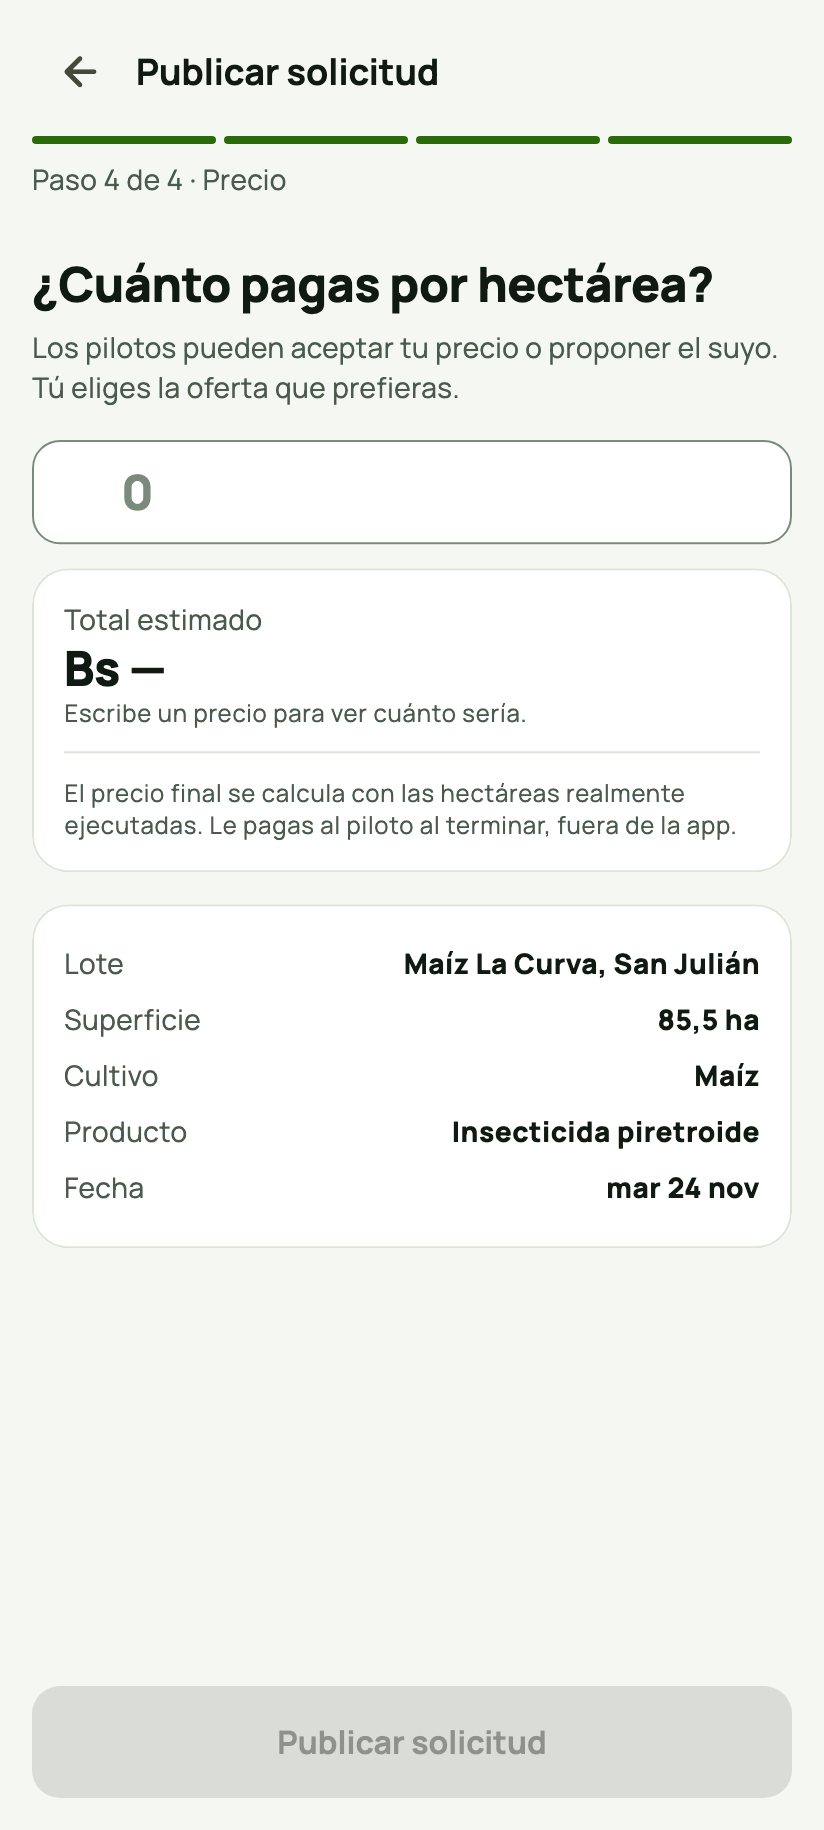 Publicar solicitud
Paso 4 de 4 · Precio
¿Cuánto pagas por hectárea?
Los pilotos pueden aceptar tu precio o proponer el suyo.
Tú eliges la oferta que prefieras.
0
Total estimado
Bs —
Escribe un precio para ver cuánto sería.
El precio final se calcula con las hectáreas realmente
ejecutadas. Le pagas al piloto al terminar, fuera de la app.
Lote Maíz La Curva, San Julián
Superficie 85,5 ha
Cultivo Maíz
Producto Insecticida piretroide
Fecha mar 24 nov
Publicar solicitud